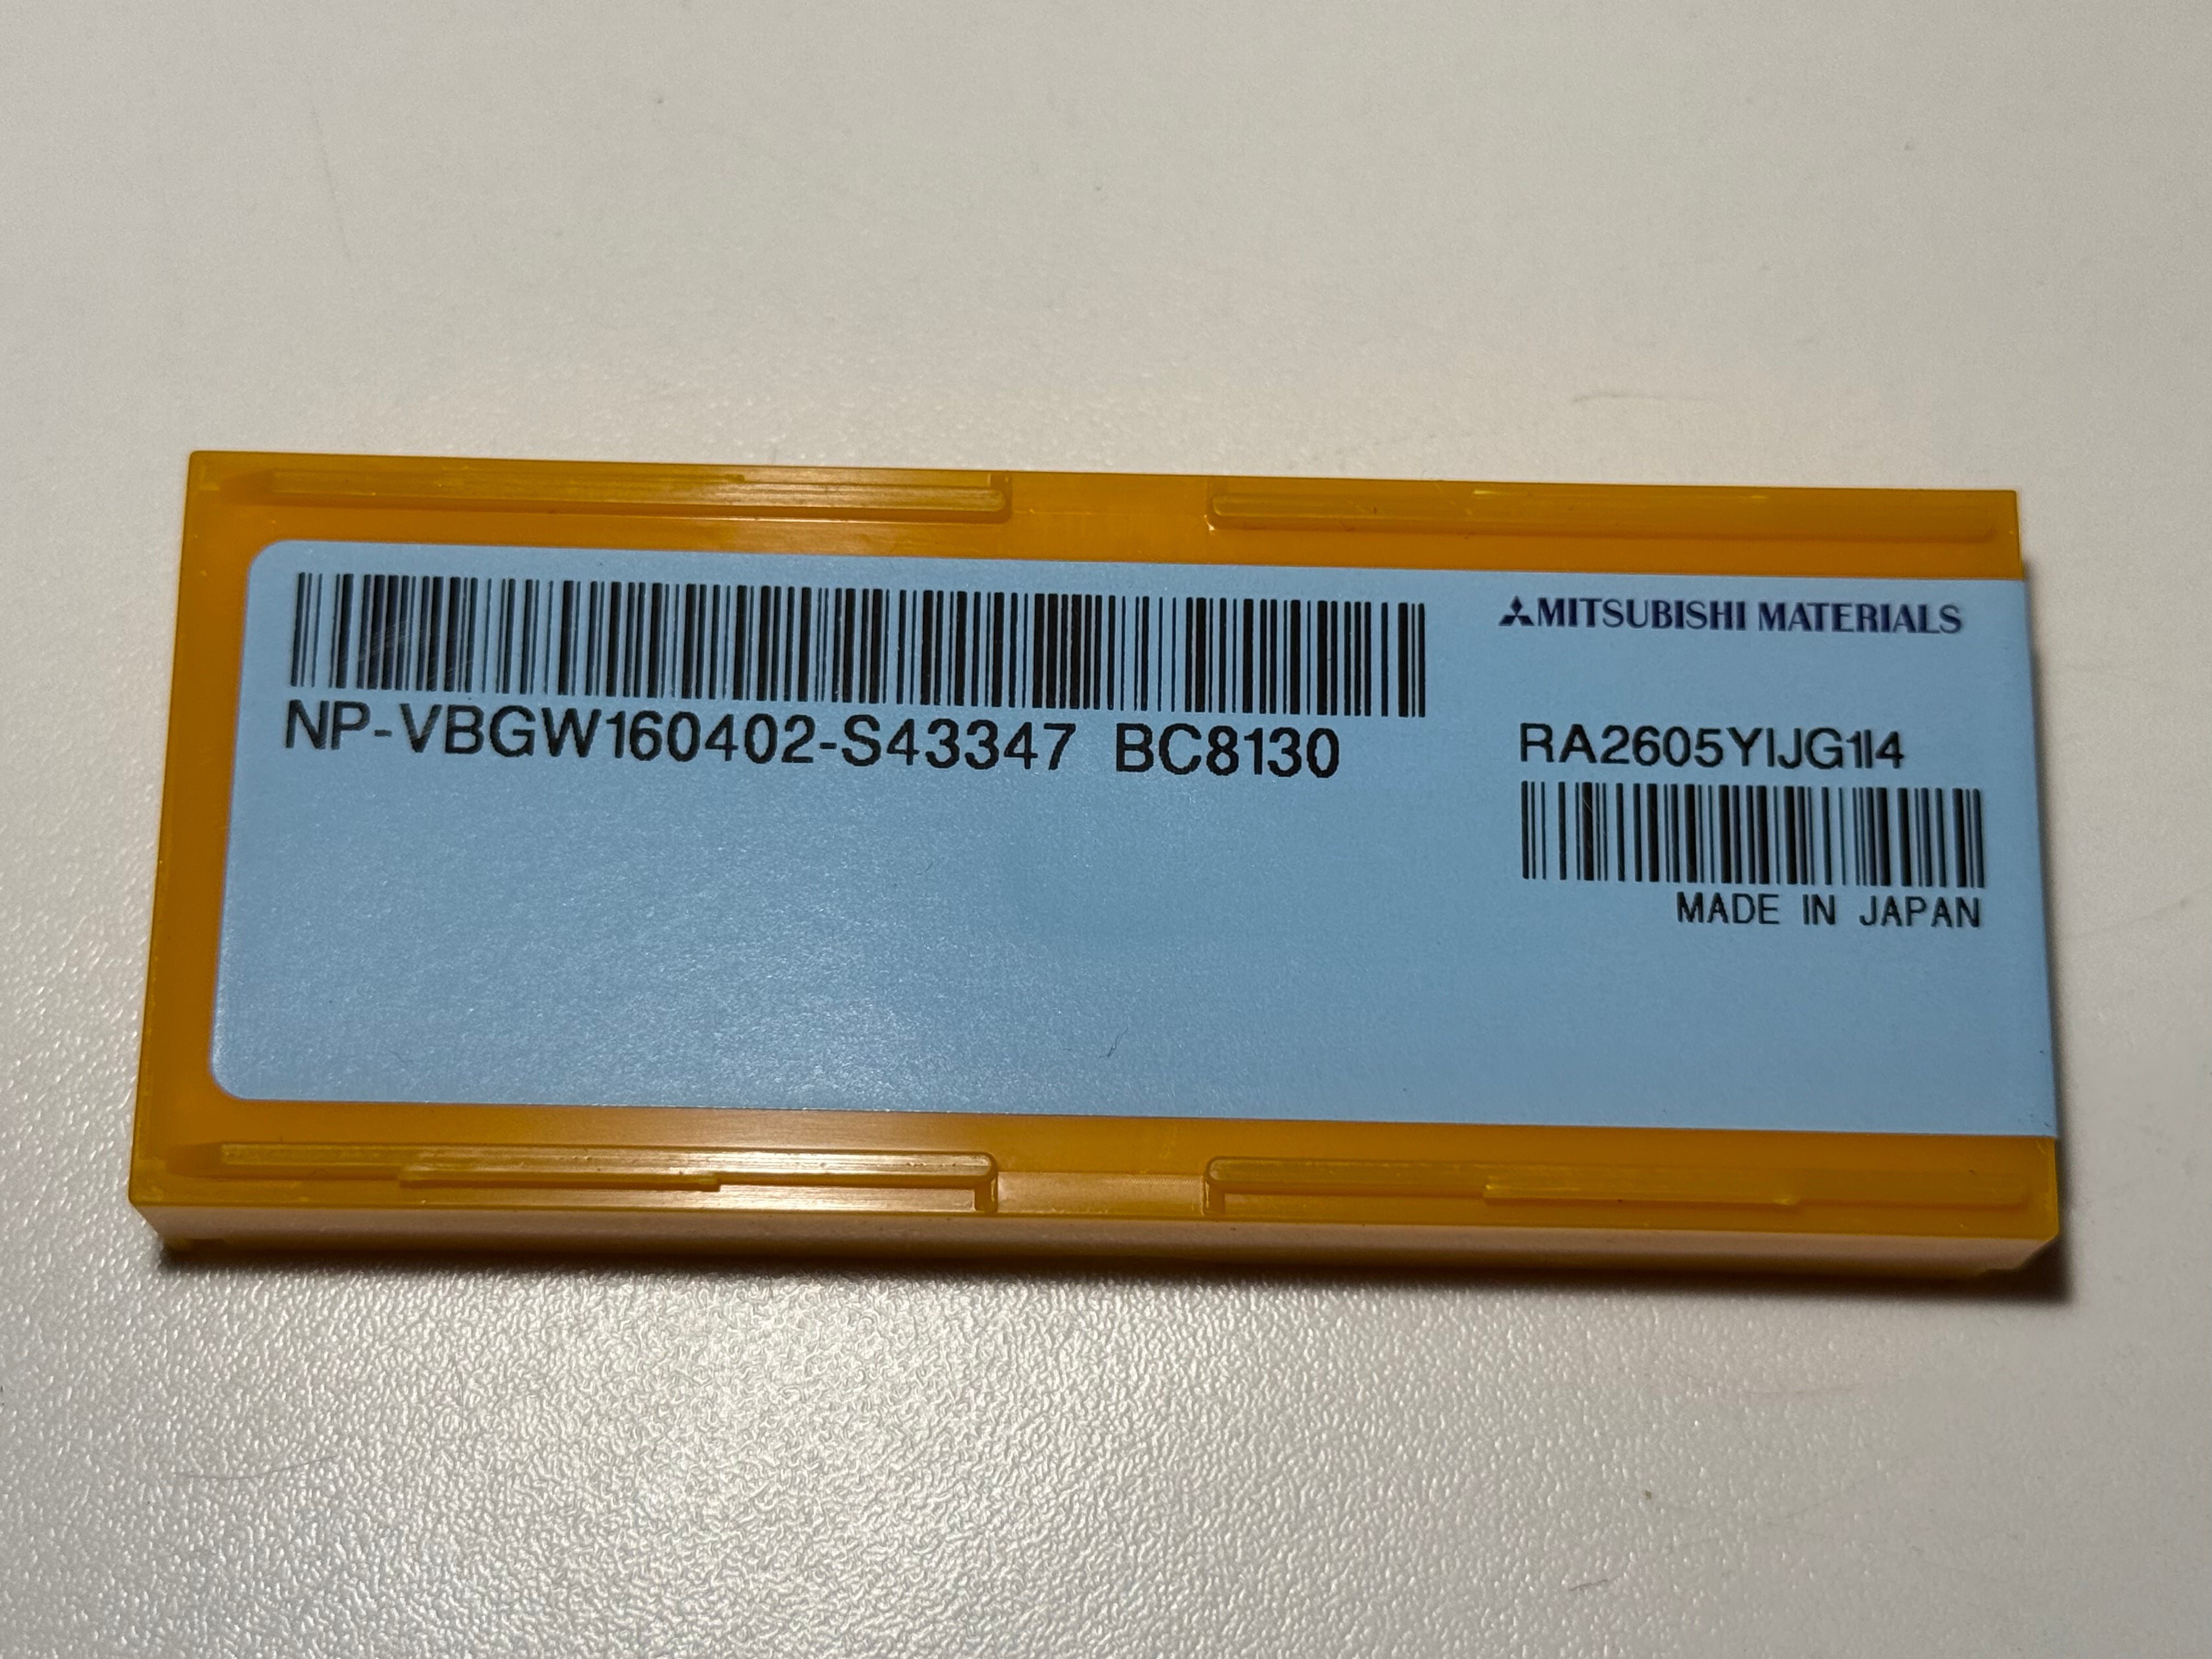 MITSUBISHI MATERIALS
NP-VBGW160402-S43347 BC8130
RA2605YIJG1I4
MADE IN JAPAN